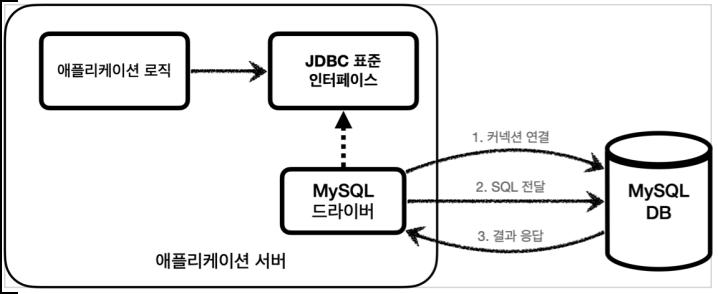 애플리케이션 로직
JDBC 표준
인터페이스
1. 커넥션 연결
MySQL
드라이버
2. SQL 전달
MySQL
DB
3. 결과 응답
애플리케이션 서버